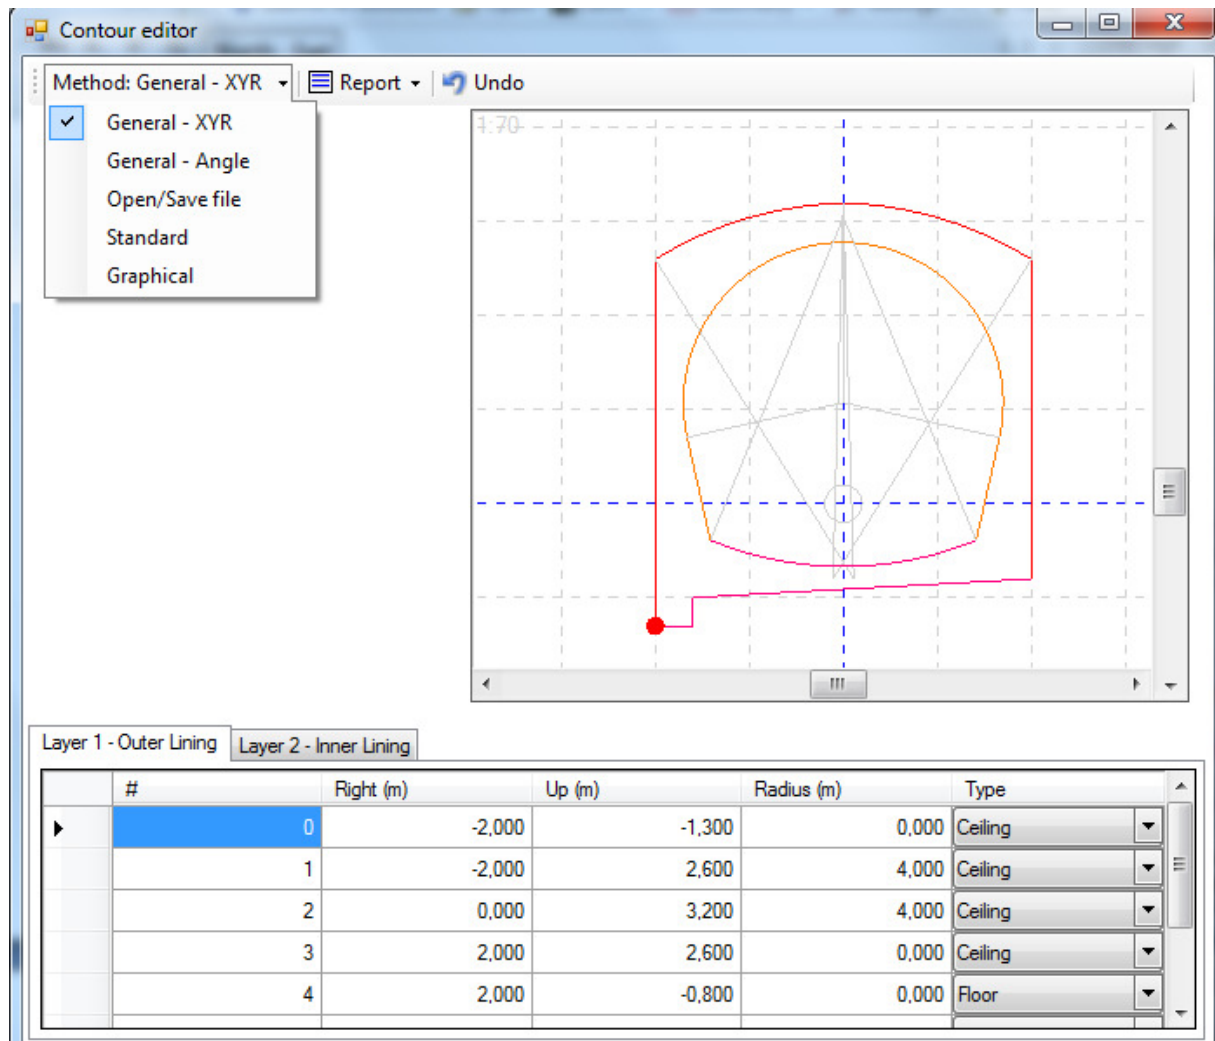 Contour editor
Method: General - XYR Report Undo
General - XYR
General - Angle
Open/Save file
Standard
Graphical
1:70
Layer 1 - Outer Lining Layer 2 - Inner Lining
# Right (m) Up (m) Radius (m) Type
0 -2,000 -1,300 0,000 Ceiling
1 -2,000 2,600 4,000 Ceiling
2 0,000 3,200 4,000 Ceiling
3 2,000 2,600 0,000 Ceiling
4 2,000 -0,800 0,000 Floor